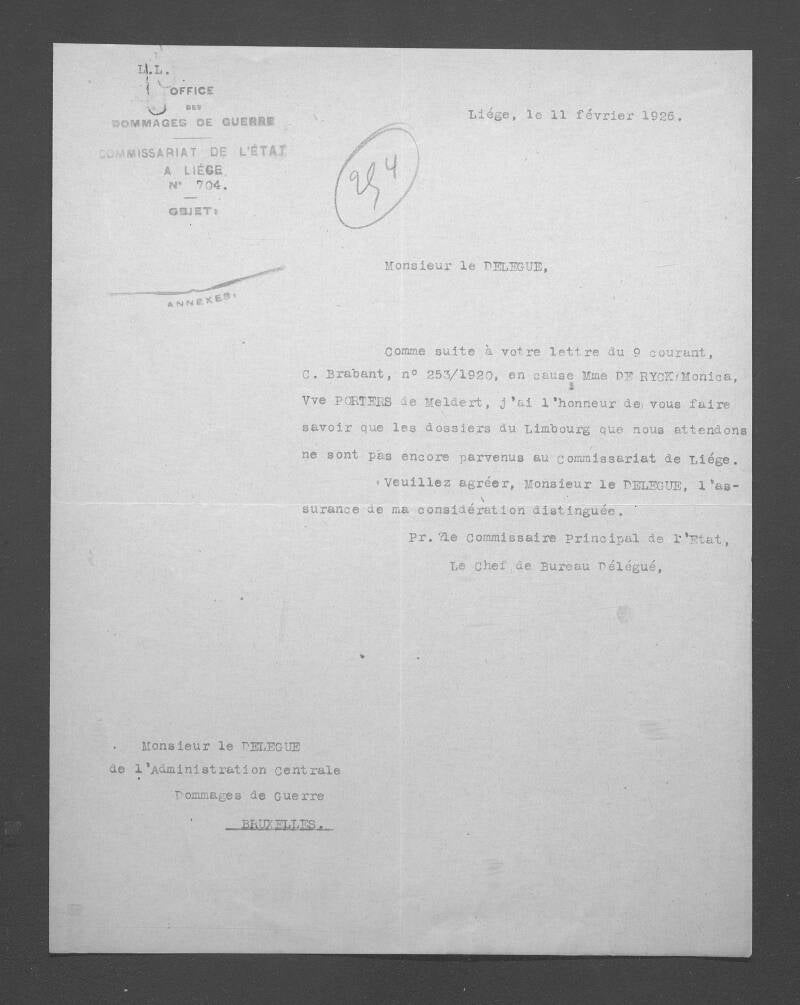 L.L.
OFFICE
DES
DOMMAGES DE GUERRE
COMMISSARIAT DE L'ÉTAT
A LIÉGE
N° 704.
OBJET:
ANNEXES:
Liége, le 11 février 1926.
254
Monsieur le DELEGUE,
Comme suite à votre lettre du 9 courant,
C. Brabant, n° 253/1920, en cause Mme DE RYCK Monica,
Vve PORTERS de Meldert, j'ai l'honneur de vous faire
savoir que les dossiers du Limbourg que nous attendons
ne sont pas encore parvenus au Commissariat de Liége.
Veuillez agréer, Monsieur le DELEGUE, l'as-
surance de ma considération distinguée.
Pr. le Commissaire Principal de l'Etat,
Le Chef de Bureau Délégué,
Monsieur le DELEGUE
de l'Administration Centrale
Dommages de Guerre
BRUXELLES.